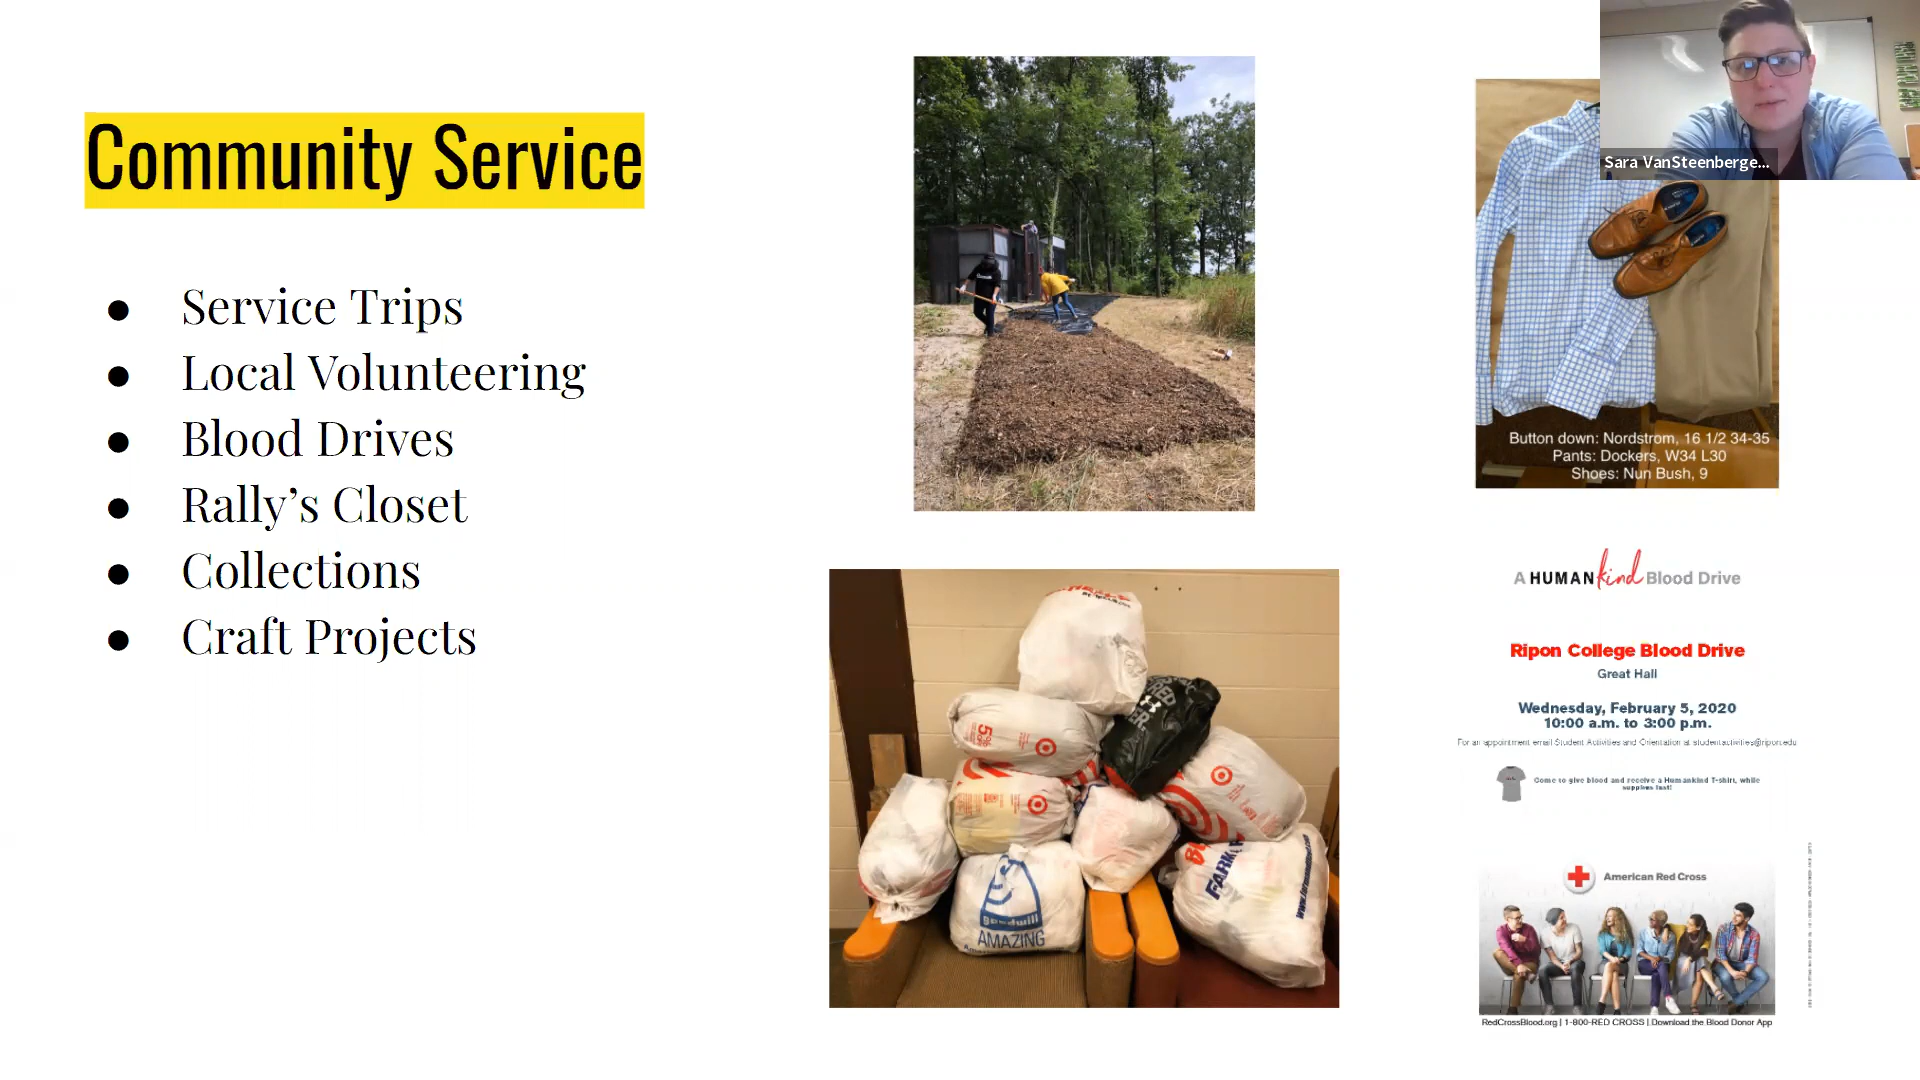 Community Service
● Service Trips
● Local Volunteering
● Blood Drives
● Rally's Closet
● Collections
● Craft Projects
Sara VanSteenberge...
Button down: Nordstrom, 16 1/2 34-35
Pants: Dockers, W34 L30
Shoes: Nun Bush, 9
5%
goodwill
AMAZING
FARM
A HUMANkind Blood Drive
Ripon College Blood Drive
Great Hall
Wednesday, February 5, 2020
10:00 a.m. to 3:00 p.m.
For an appointment email Student Activities and Orientation at studentactivities@ripon.edu
Come to give blood and receive a Humankind T-shirt, while
supplies last!
American Red Cross
RedCrossBlood.org | 1-800-RED CROSS | Download the Blood Donor App